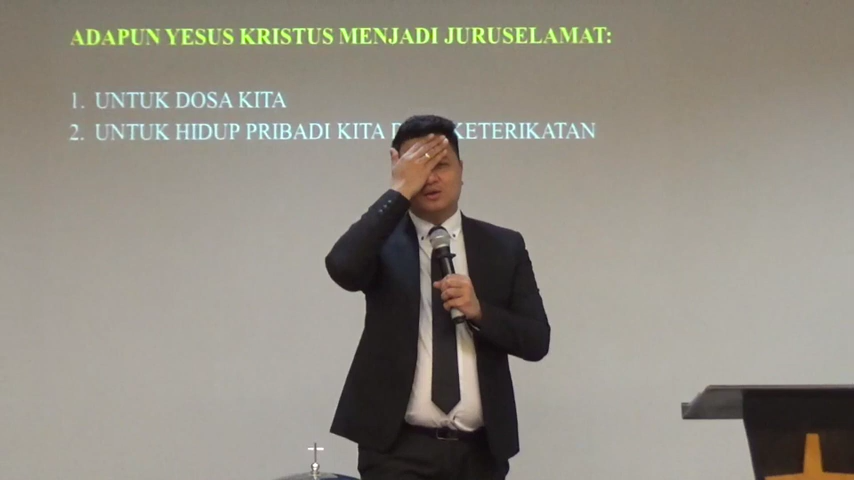 ADAPUN YESUS KRISTUS MENJADI JURUSELAMAT:
1. UNTUK DOSA KITA
2. UNTUK HIDUP PRIBADI KITA KETERIKATAN